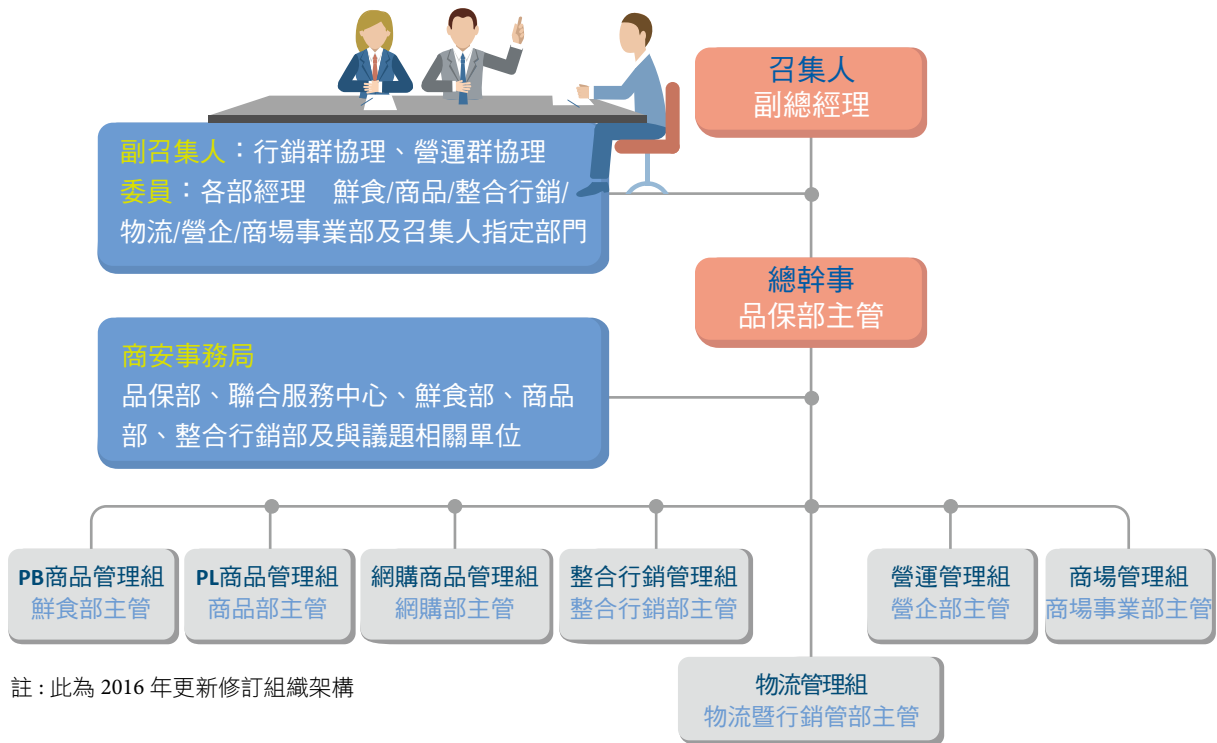 召集人
副總經理
副召集人：行銷群協理、營運群協理
委員：各部經理　鮮食/商品/整合行銷/
物流/營企/商場事業部及召集人指定部門
總幹事
品保部主管
商安事務局
品保部、聯合服務中心、鮮食部、商品
部、整合行銷部及與議題相關單位
PB商品管理組
鮮食部主管
PL商品管理組
商品部主管
網購商品管理組
網購部主管
整合行銷管理組
整合行銷部主管
營運管理組
營企部主管
商場管理組
商場事業部主管
物流管理組
物流暨行銷管部主管
註 : 此為 2016 年更新修訂組織架構